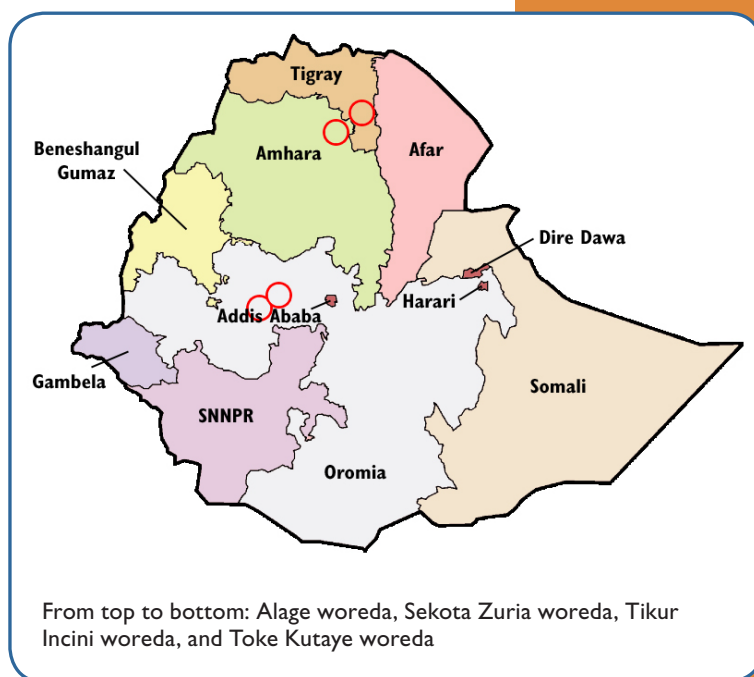 Tigray
Beneshangul
Gumaz
Amhara
Afar
Dire Dawa
Addis Ababa
Harari
Gambela
Somali
SNNPR
Oromia
From top to bottom: Alage woreda, Sekota Zuria woreda, Tikur
Incini woreda, and Toke Kutaye woreda